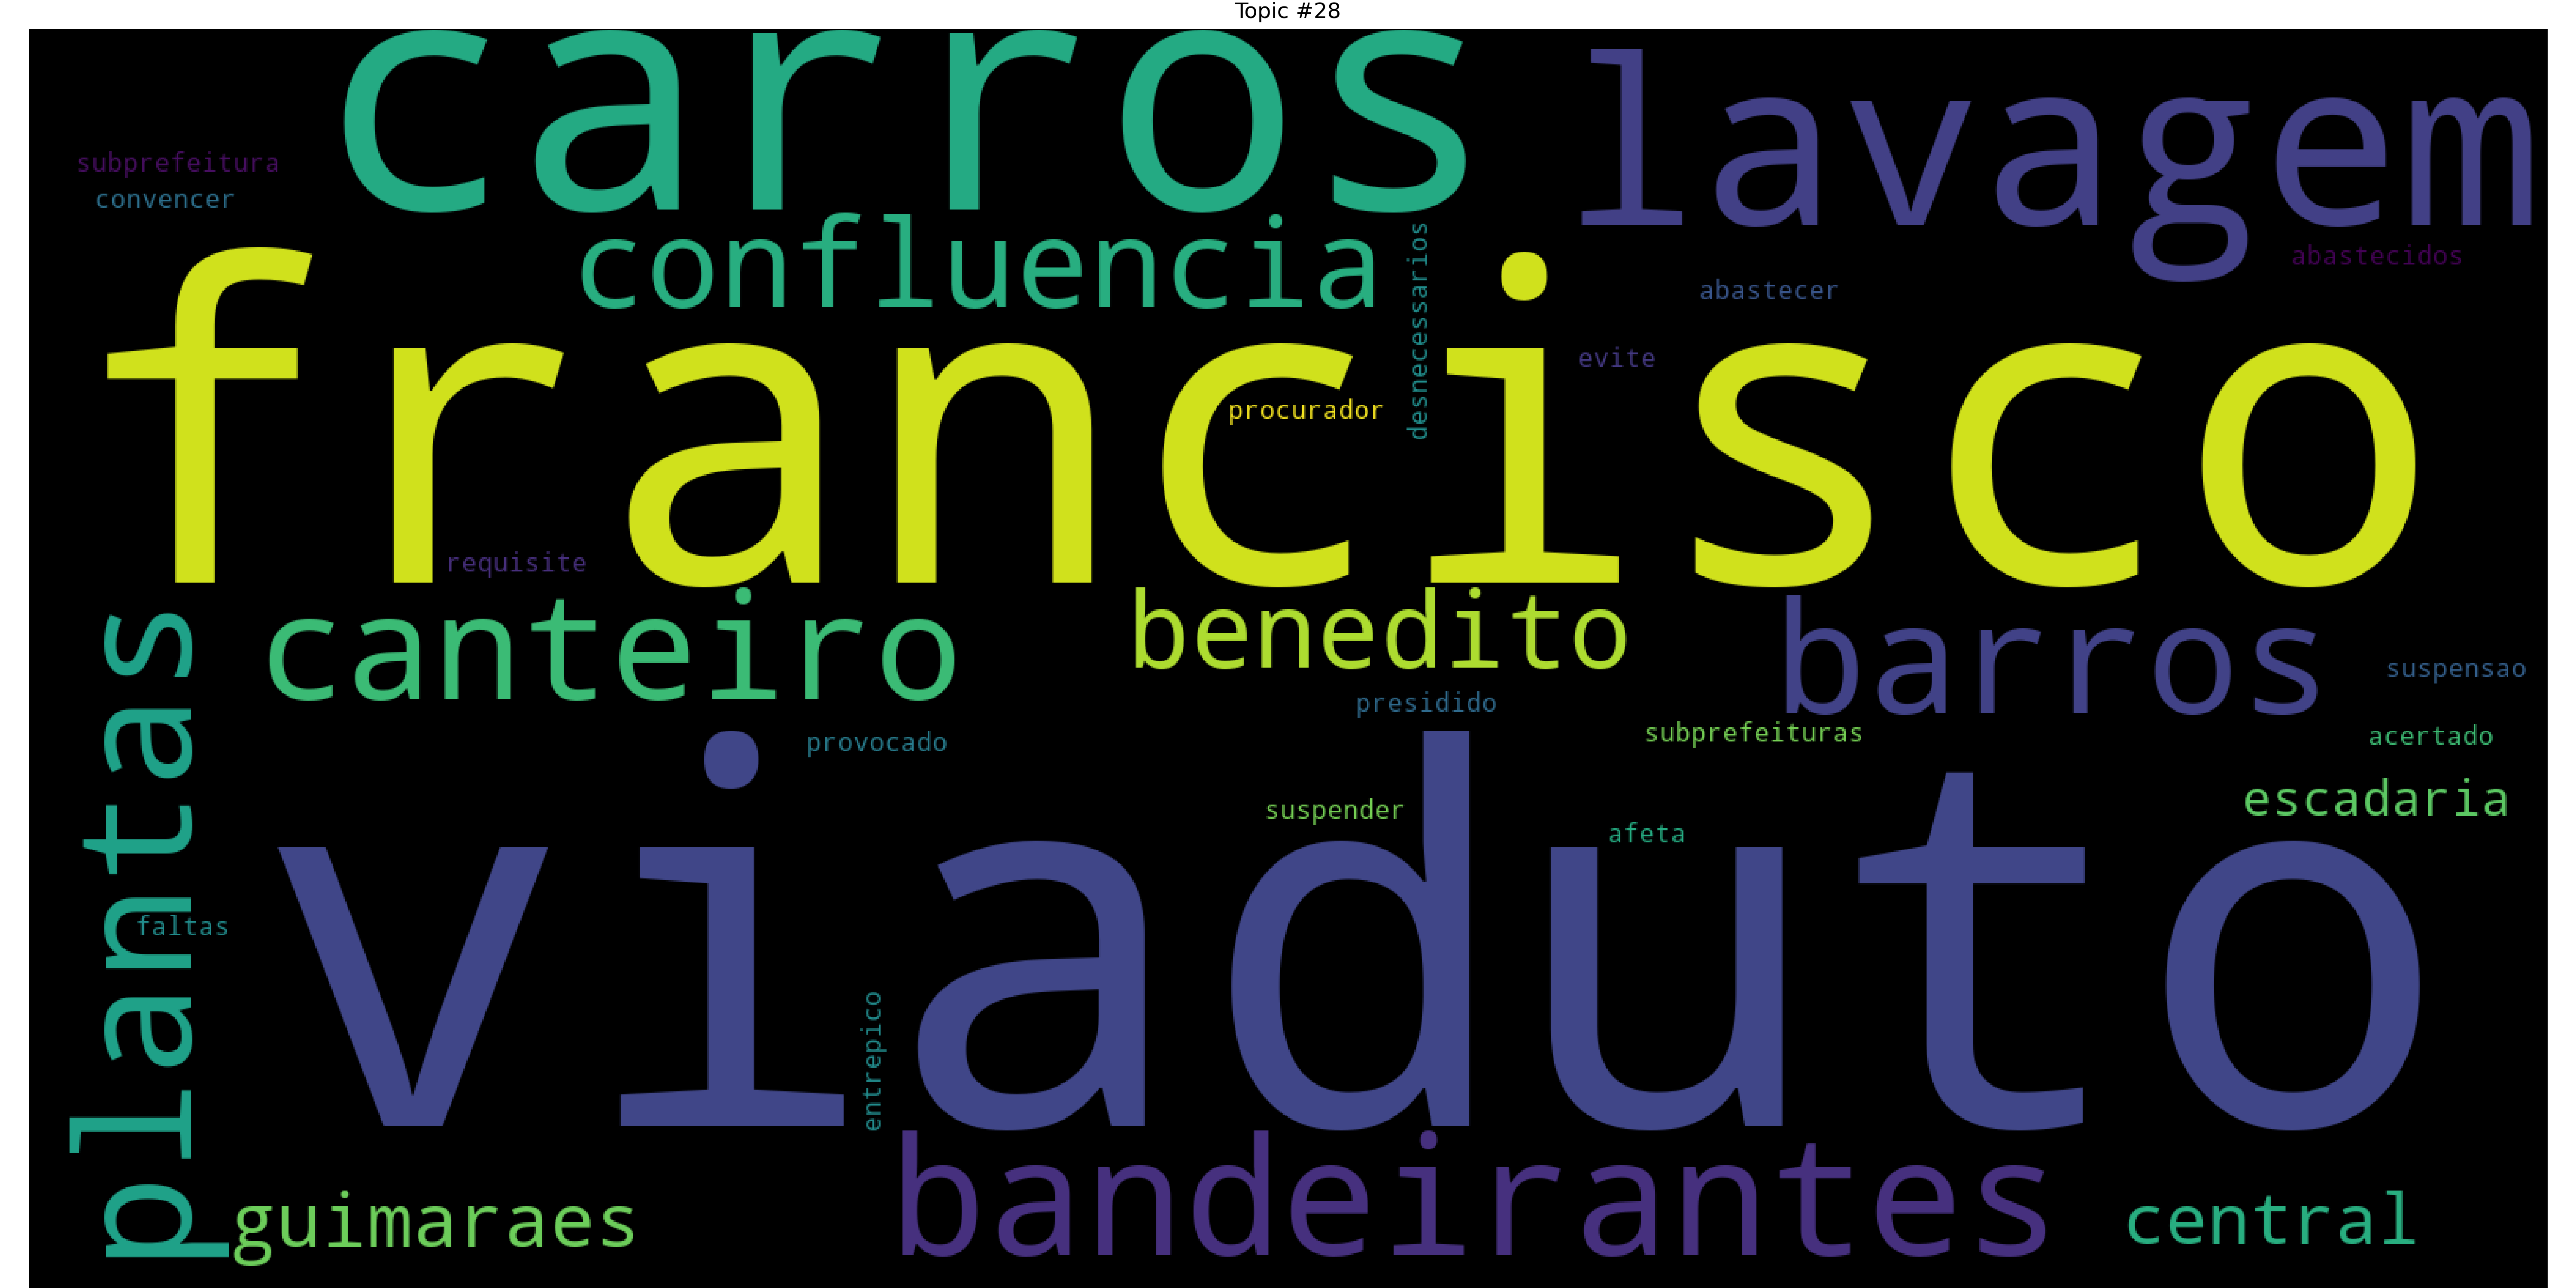 Topic #28
carros
lavagem
subprefeitura
convencer
confluencia
desnecessarios
abastecidos
abastecer
francisco
evite
procurador
requisite
plantas
canteiro
benedito
barros
suspensao
presidido
provocado
subprefeituras
acertado
viaduto
suspender
afeta
escadaria
faltas
entrepico
bandeirantes
guimaraes
central